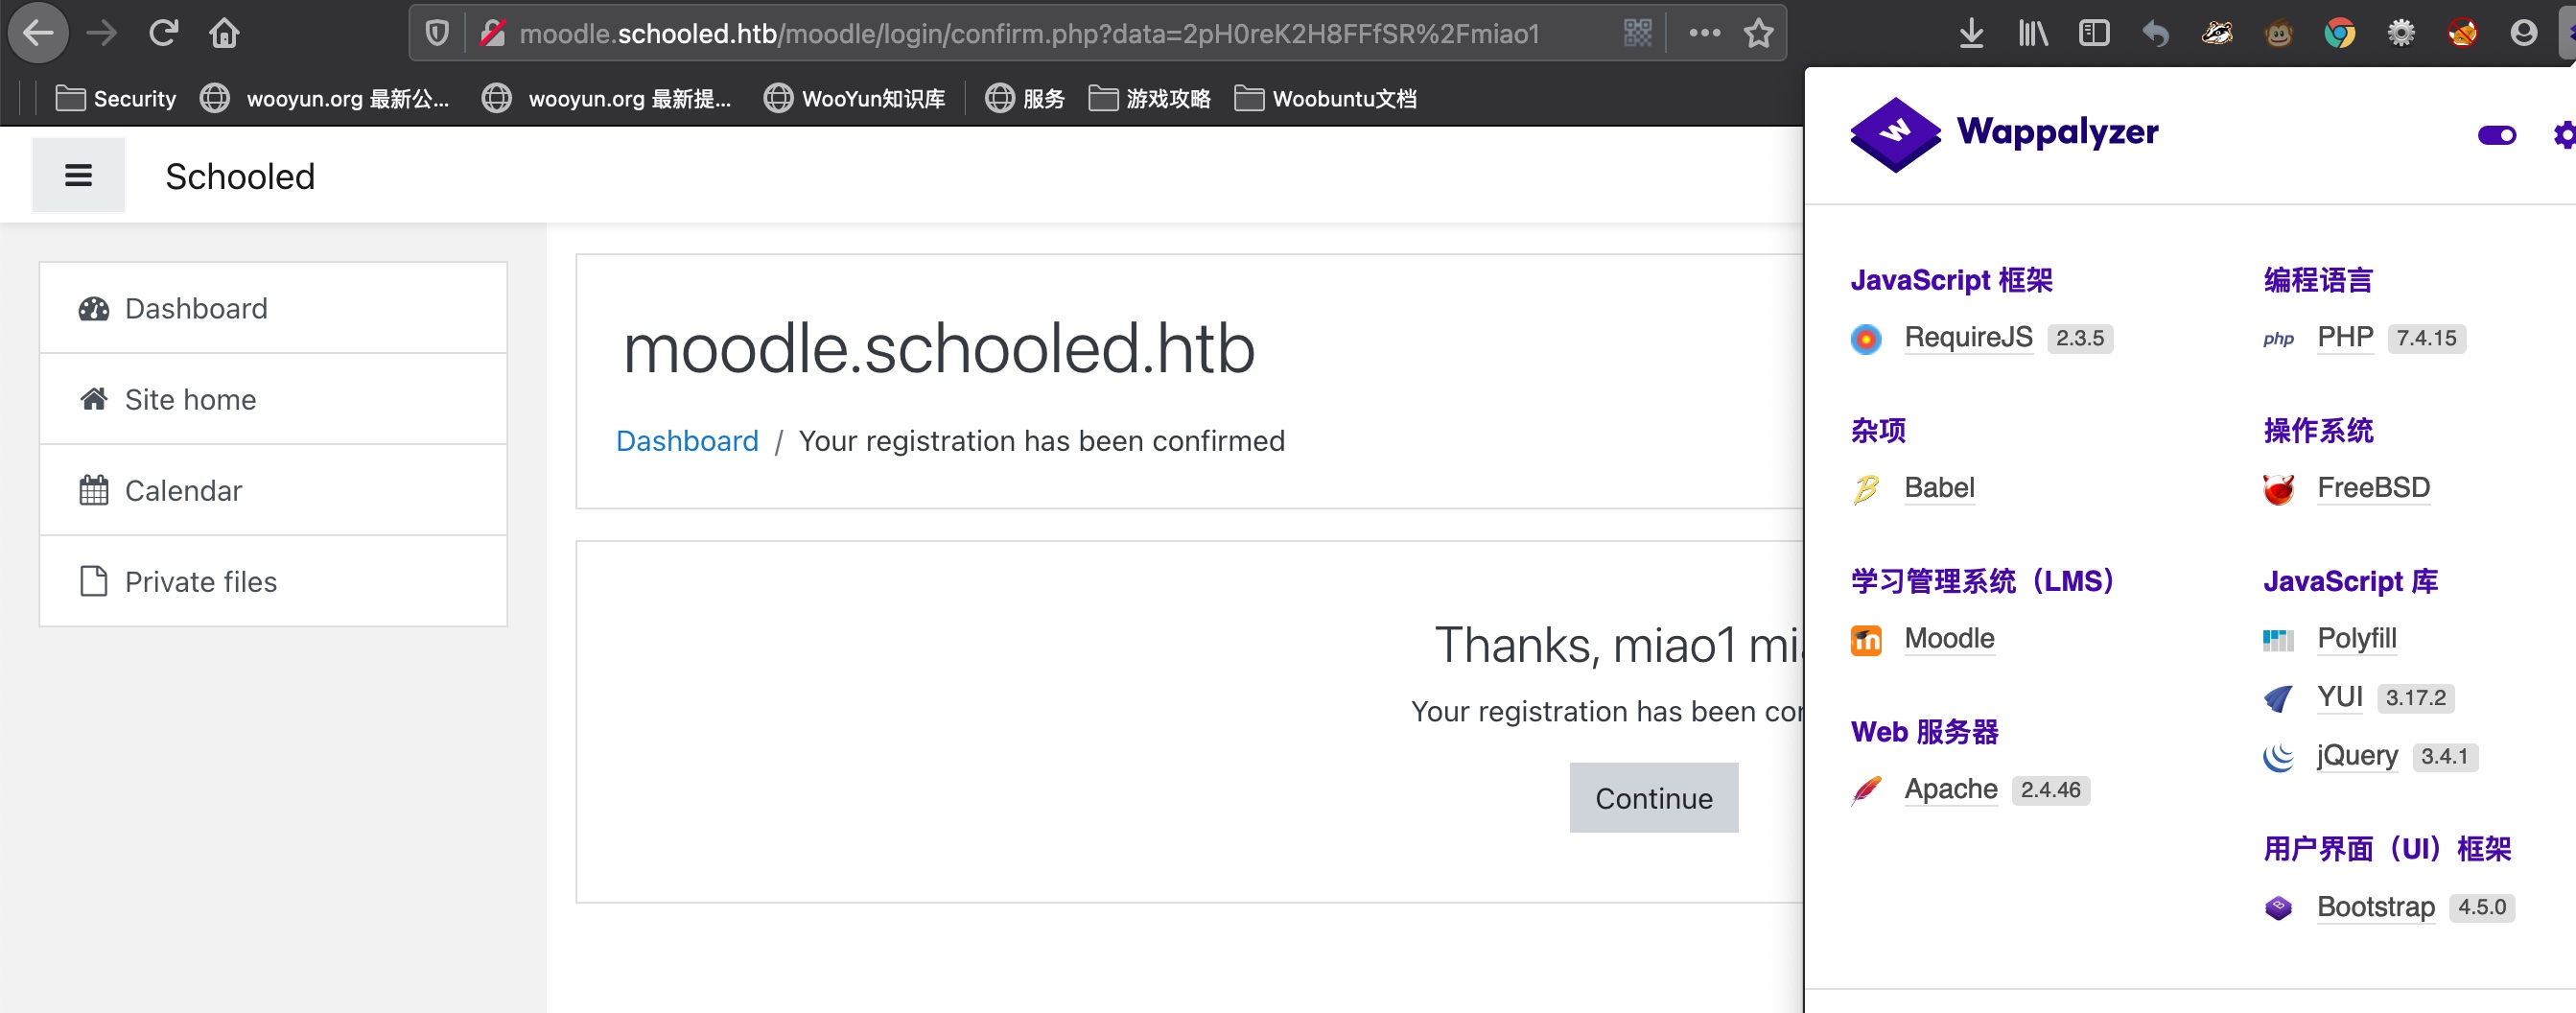 moodle.schooled.htb/moodle/login/confirm.php?data=2pH0reK2H8FFfSR%2Fmiao1
Security wooyun.org 最新公... wooyun.org 最新提... WooYun知识库 服务 游戏攻略 Woobuntu文档
Schooled
Dashboard
Site home
Calendar
Private files
moodle.schooled.htb
Dashboard / Your registration has been confirmed
Thanks, miao1
Your registration has been
Continue
Wappalyzer
JavaScript 框架
RequireJS 2.3.5
杂项
Babel
学习管理系统（LMS）
Moodle
Web 服务器
Apache 2.4.46
编程语言
php PHP 7.4.15
操作系统
FreeBSD
JavaScript 库
Polyfill
YUI 3.17.2
jQuery 3.4.1
用户界面（UI）框架
Bootstrap 4.5.0